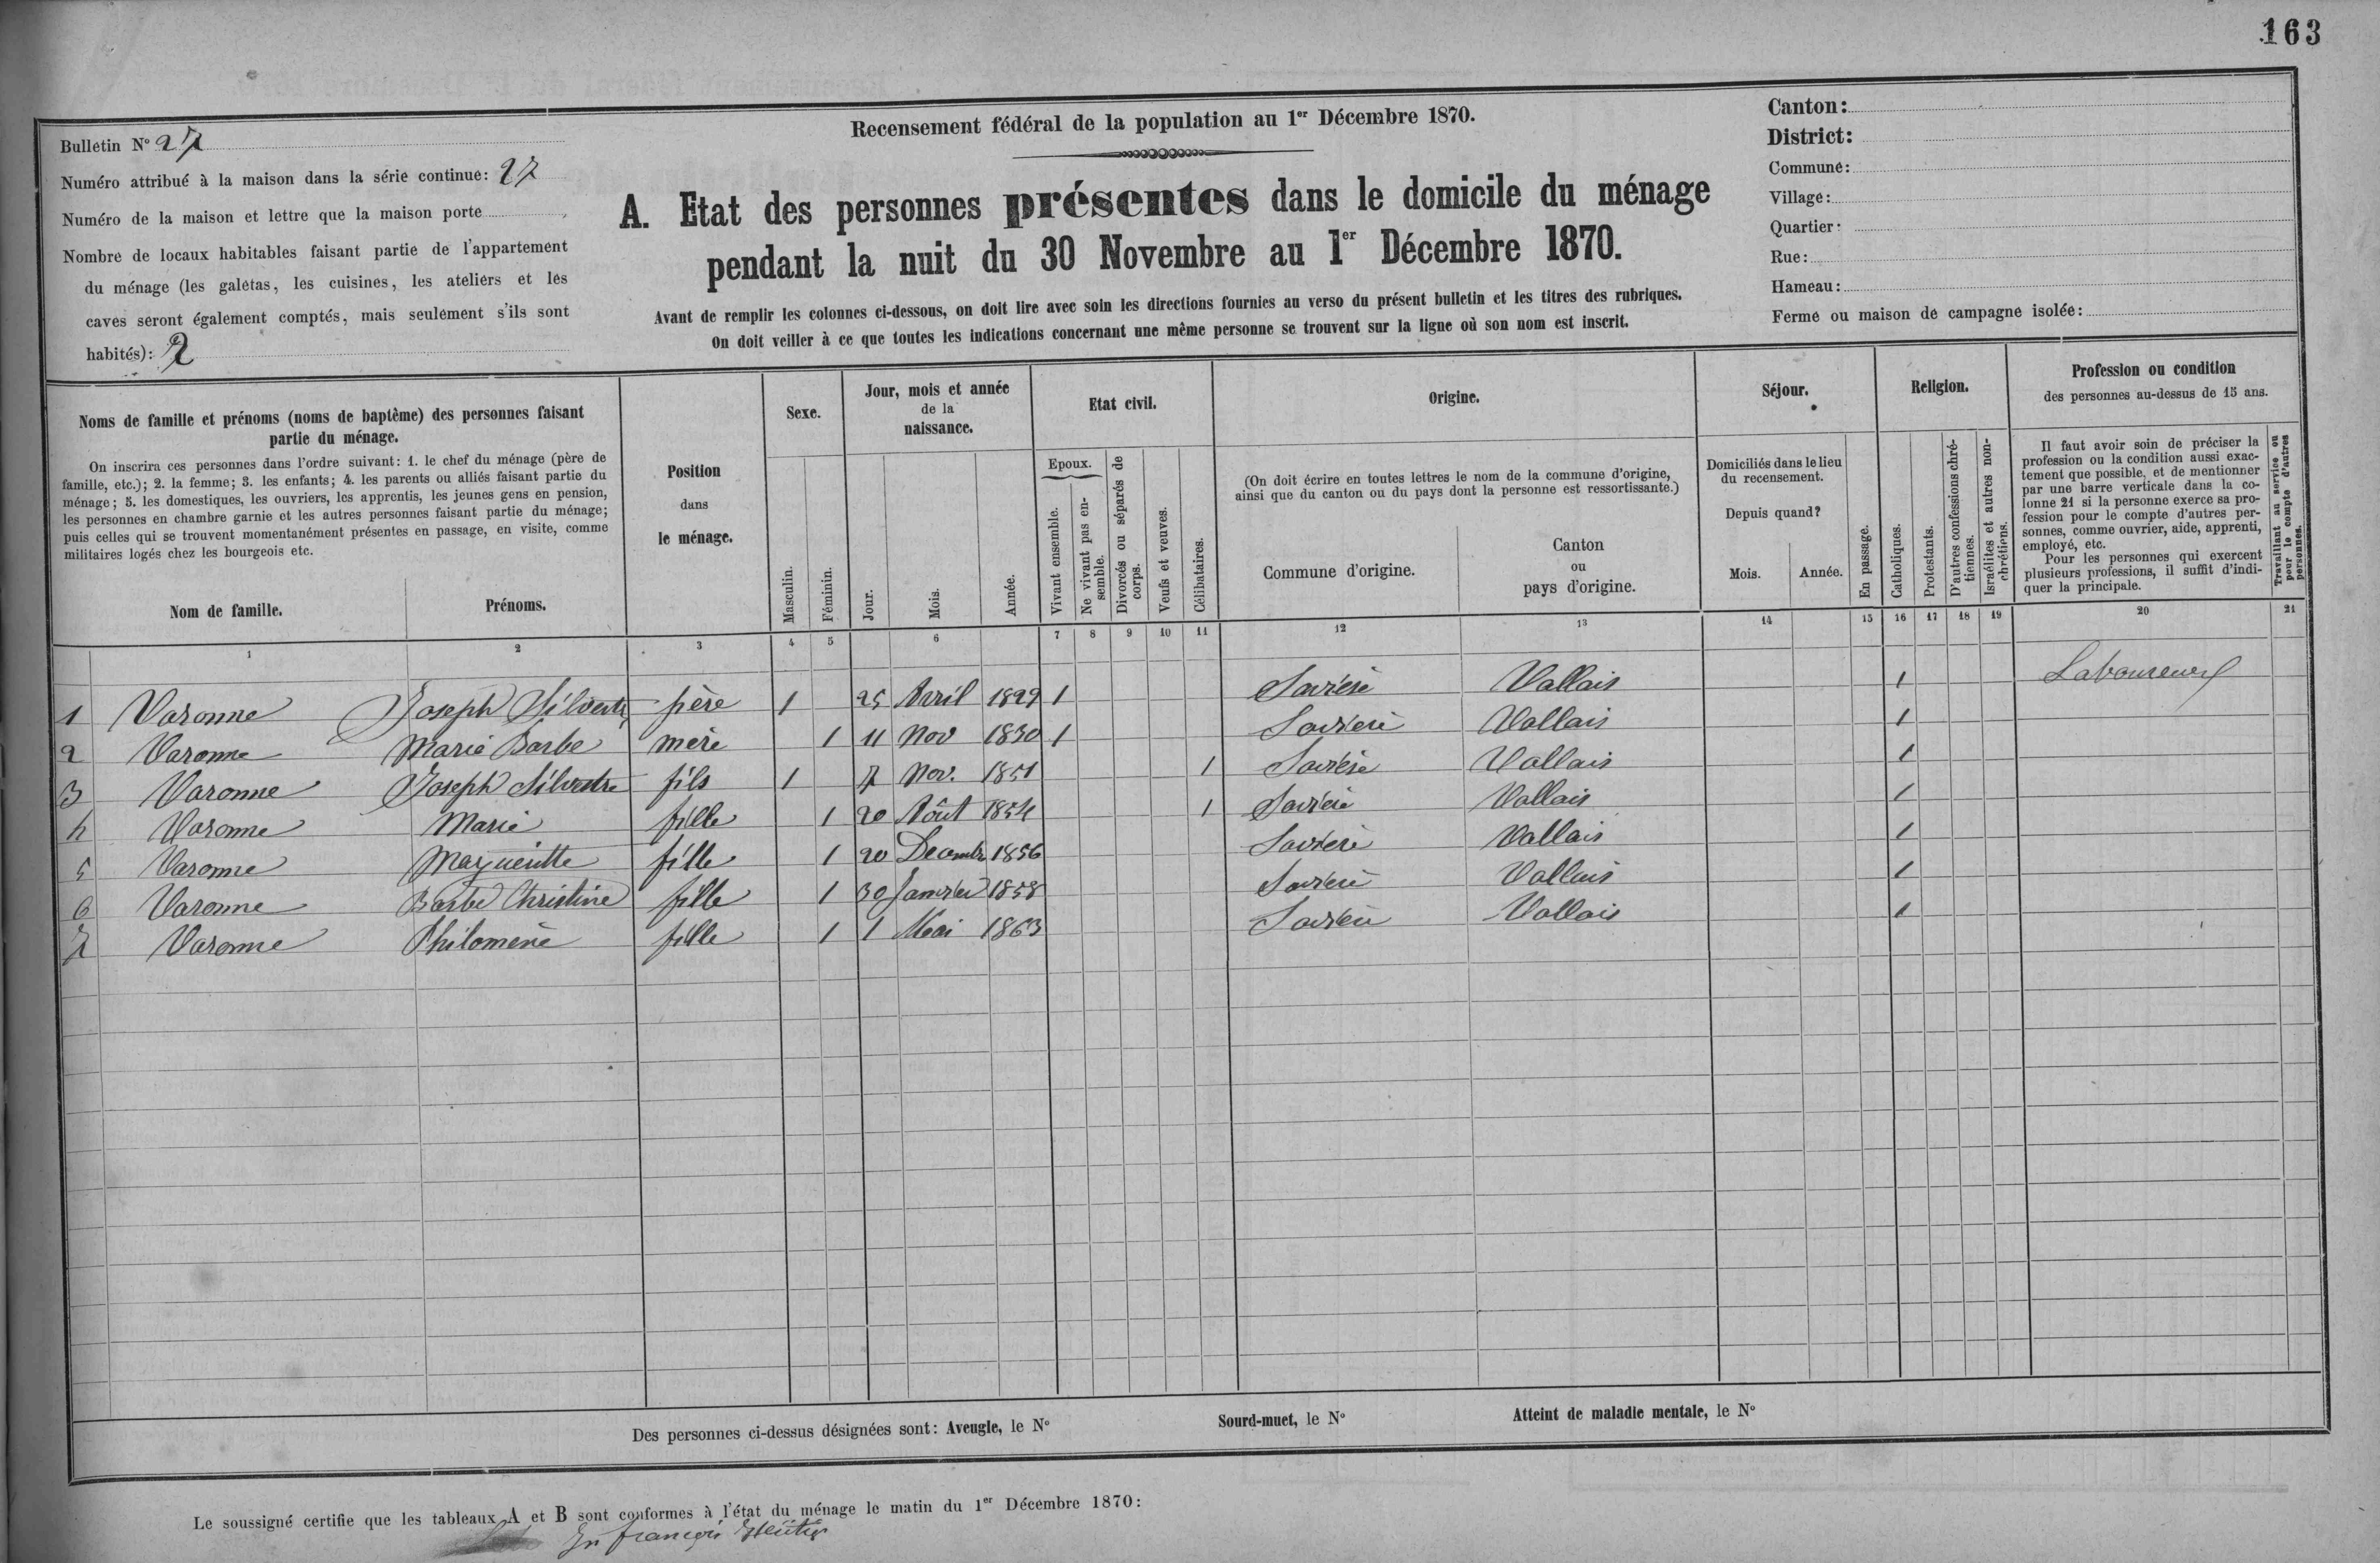 163
Bulletin N° 27
Numéro attribué à la maison dans la série continue: 27
Numéro de la maison et lettre que la maison porte
Nombre de locaux habitables faisant partie de l'appartement
du ménage (les galetas, les cuisines, les ateliers et les
caves seront également comptés, mais seulement s'ils sont
habités): 2
Recensement fédéral de la population au 1er Décembre 1870.
A. Etat des personnes présentes dans le domicile du ménage
pendant la nuit du 30 Novembre au 1er Décembre 1870.
Avant de remplir les colonnes ci-dessous, on doit lire avec soin les directions fournies au verso du présent bulletin et les titres des rubriques.
On doit veiller à ce que toutes les indications concernant une même personne se trouvent sur la ligne où son nom est inscrit.
Canton:
District:
Commune:
Village:
Quartier:
Rue:
Hameau:
Ferme ou maison de campagne isolée:
Noms de famille et prénoms (noms de baptême) des personnes faisant
partie du ménage.
On inscrira ces personnes dans l'ordre suivant: 1. le chef du ménage (père de
famille, etc.); 2. la femme; 3. les enfants; 4. les parents ou alliés faisant partie du
ménage; 5. les domestiques, les ouvriers, les apprentis, les jeunes gens en pension,
les personnes en chambre garnie et les autres personnes faisant partie du ménage;
puis celles qui se trouvent momentanément présentes en passage, en visite, comme
militaires logés chez les bourgeois etc.
Nom de famille.
Prénoms.
Position
dans
le ménage.
Sexe.
Masculin.
Féminin.
Jour, mois et année
de la
naissance.
Jour.
Mois.
Année.
Etat civil.
Epoux.
Vivant ensemble.
Ne vivant pas ensemble.
Divorcés ou séparés de corps.
Veufs et veuves.
Célibataires.
Origine.
(On doit écrire en toutes lettres le nom de la commune d'origine,
ainsi que du canton ou du pays dont la personne est ressortissante.)
Commune d'origine.
Canton
ou
pays d'origine.
Séjour.
Domiciliés dans le lieu
du recensement.
Depuis quand?
Mois.
Année.
En passage.
Religion.
Catholiques.
Protestants.
D'autres confessions chrétiennes.
Israélites et autres non-chrétiens.
Profession ou condition
des personnes au-dessus de 15 ans.
Il faut avoir soin de préciser la
profession ou la condition aussi exac-
tement que possible, et de mentionner
par une barre verticale dans la co-
lonne 21 si la personne exerce sa pro-
fession pour le compte d'autres per-
sonnes, comme ouvrier, aide, apprenti,
employé, etc.
Pour les personnes qui exercent
plusieurs professions, il suffit d'indi-
quer la principale.
Travaillant au service ou pour le compte d'autres personnes.
1 2 3 4 5 6 7 8 9 10 11 12 13 14 15 16 17 18 19 20 21
1 Varonne Joseph Silvestre père 1 25 Avril 1829 1 Savièse Vallais 1 Laboureur
2 Varonne Marie Barbe mère 1 11 Nov 1830 1 Savièse Vallais 1
3 Varonne Joseph Silvestre fils 1 7 Nov. 1851 1 Savièse Vallais 1
4 Varonne Marie fille 1 20 Août 1854 1 Savièse Vallais 1
5 Varonne Margueritte fille 1 20 Decembr 1856 Savièse Vallais 1
6 Varonne Barbe Christine fille 1 30 Janvier 1858 Savièse Vallais 1
7 Varonne Philomène fille 1 1 Mai 1863 Savièse Vallais 1
Des personnes ci-dessus désignées sont: Aveugle, le N° Sourd-muet, le N° Atteint de maladie mentale, le N°
Le soussigné certifie que les tableaux A et B sont conformes à l'état du ménage le matin du 1er Décembre 1870: